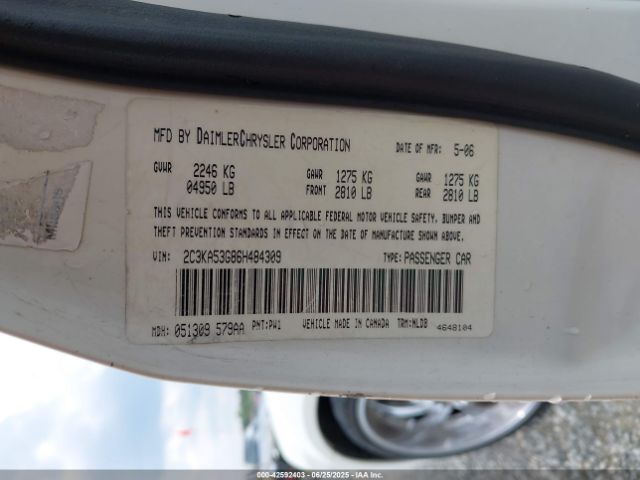 MFD BY DAIMLERCHRYSLER CORPORATION DATE OF MFR: 5-06
GVWR 2246 KG GAWR 1275 KG GAWR 1275 KG
04950 LB FRONT 2810 LB REAR 2810 LB
THIS VEHICLE CONFORMS TO ALL APPLICABLE FEDERAL MOTOR VEHICLE SAFETY, BUMPER AND
THEFT PREVENTION STANDARDS IN EFFECT ON THE DATE OF MANUFACTURE SHOWN ABOVE.
VIN: 2C3KA53G86H484309 TYPE: PASSENGER CAR
MDH: 051309 579AA PNT:PW1 VEHICLE MADE IN CANADA TRM:MLDB
4648104
000-42592403 - 06/25/2025 - IAA Inc.